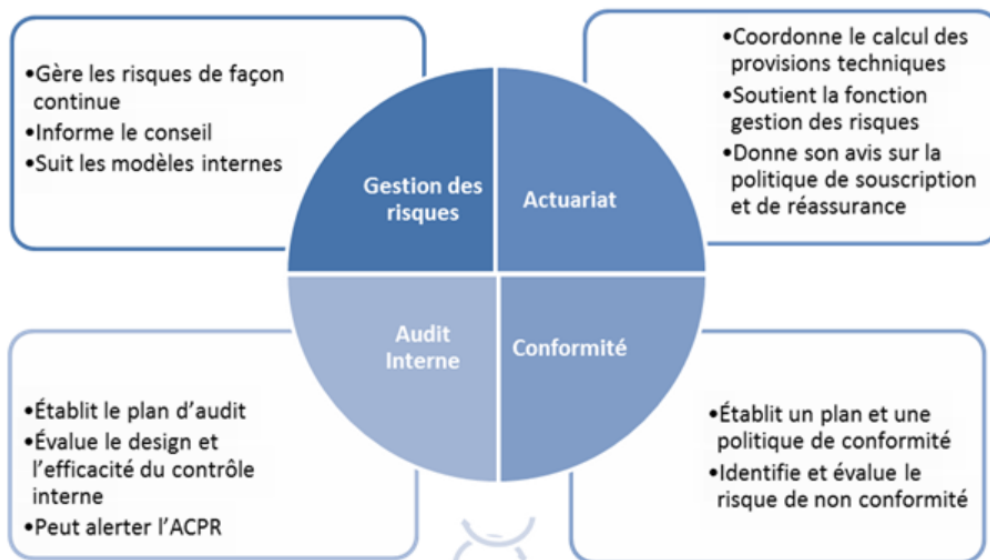 •Gère les risques de façon
continue
•Informe le conseil
•Suit les modèles internes
•Coordonne le calcul des
provisions techniques
•Soutient la fonction
gestion des risques
•Donne son avis sur la
politique de souscription
et de réassurance
Gestion des
risques
Actuariat
Audit
Interne
Conformité
•Établit le plan d’audit
•Évalue le design et
l’efficacité du contrôle
interne
•Peut alerter l’ACPR
•Établit un plan et une
politique de conformité
•Identifie et évalue le
risque de non conformité